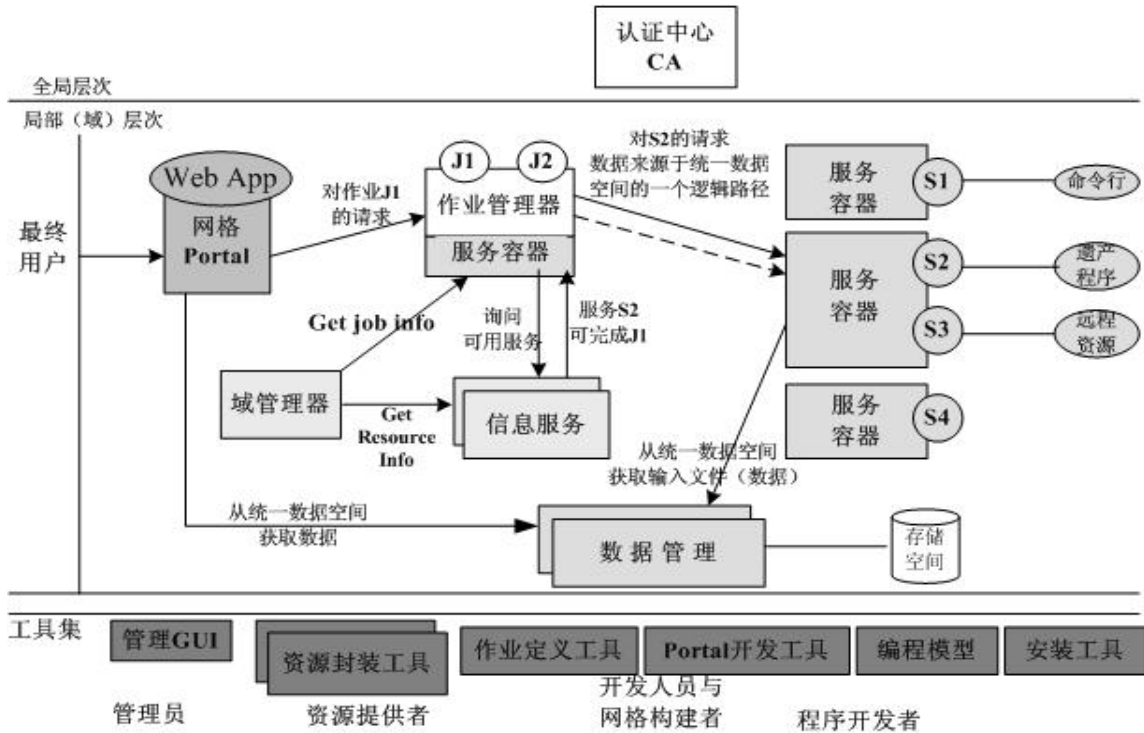 认证中心
CA
全局层次
局部（域）层次
最终
用户
Web App
网格
Portal
对作业J1
的请求
J1
J2
作业管理器
服务容器
对S2的请求
数据来源于统一数据
空间的一个逻辑路径
服务
容器
S1
命令行
服务
容器
S2
遗产
程序
S3
远程
资源
服务
容器
S4
Get job info
询问
可用服务
服务S2
可完成J1
域管理器
Get
Resource
Info
信息服务
从统一数据空间
获取输入文件（数据）
从统一数据空间
获取数据
数据管理
存储
空间
工具集
管理GUI
资源封装工具
作业定义工具
Portal开发工具
编程模型
安装工具
管理员
资源提供者
开发人员与
网格构建者
程序开发者